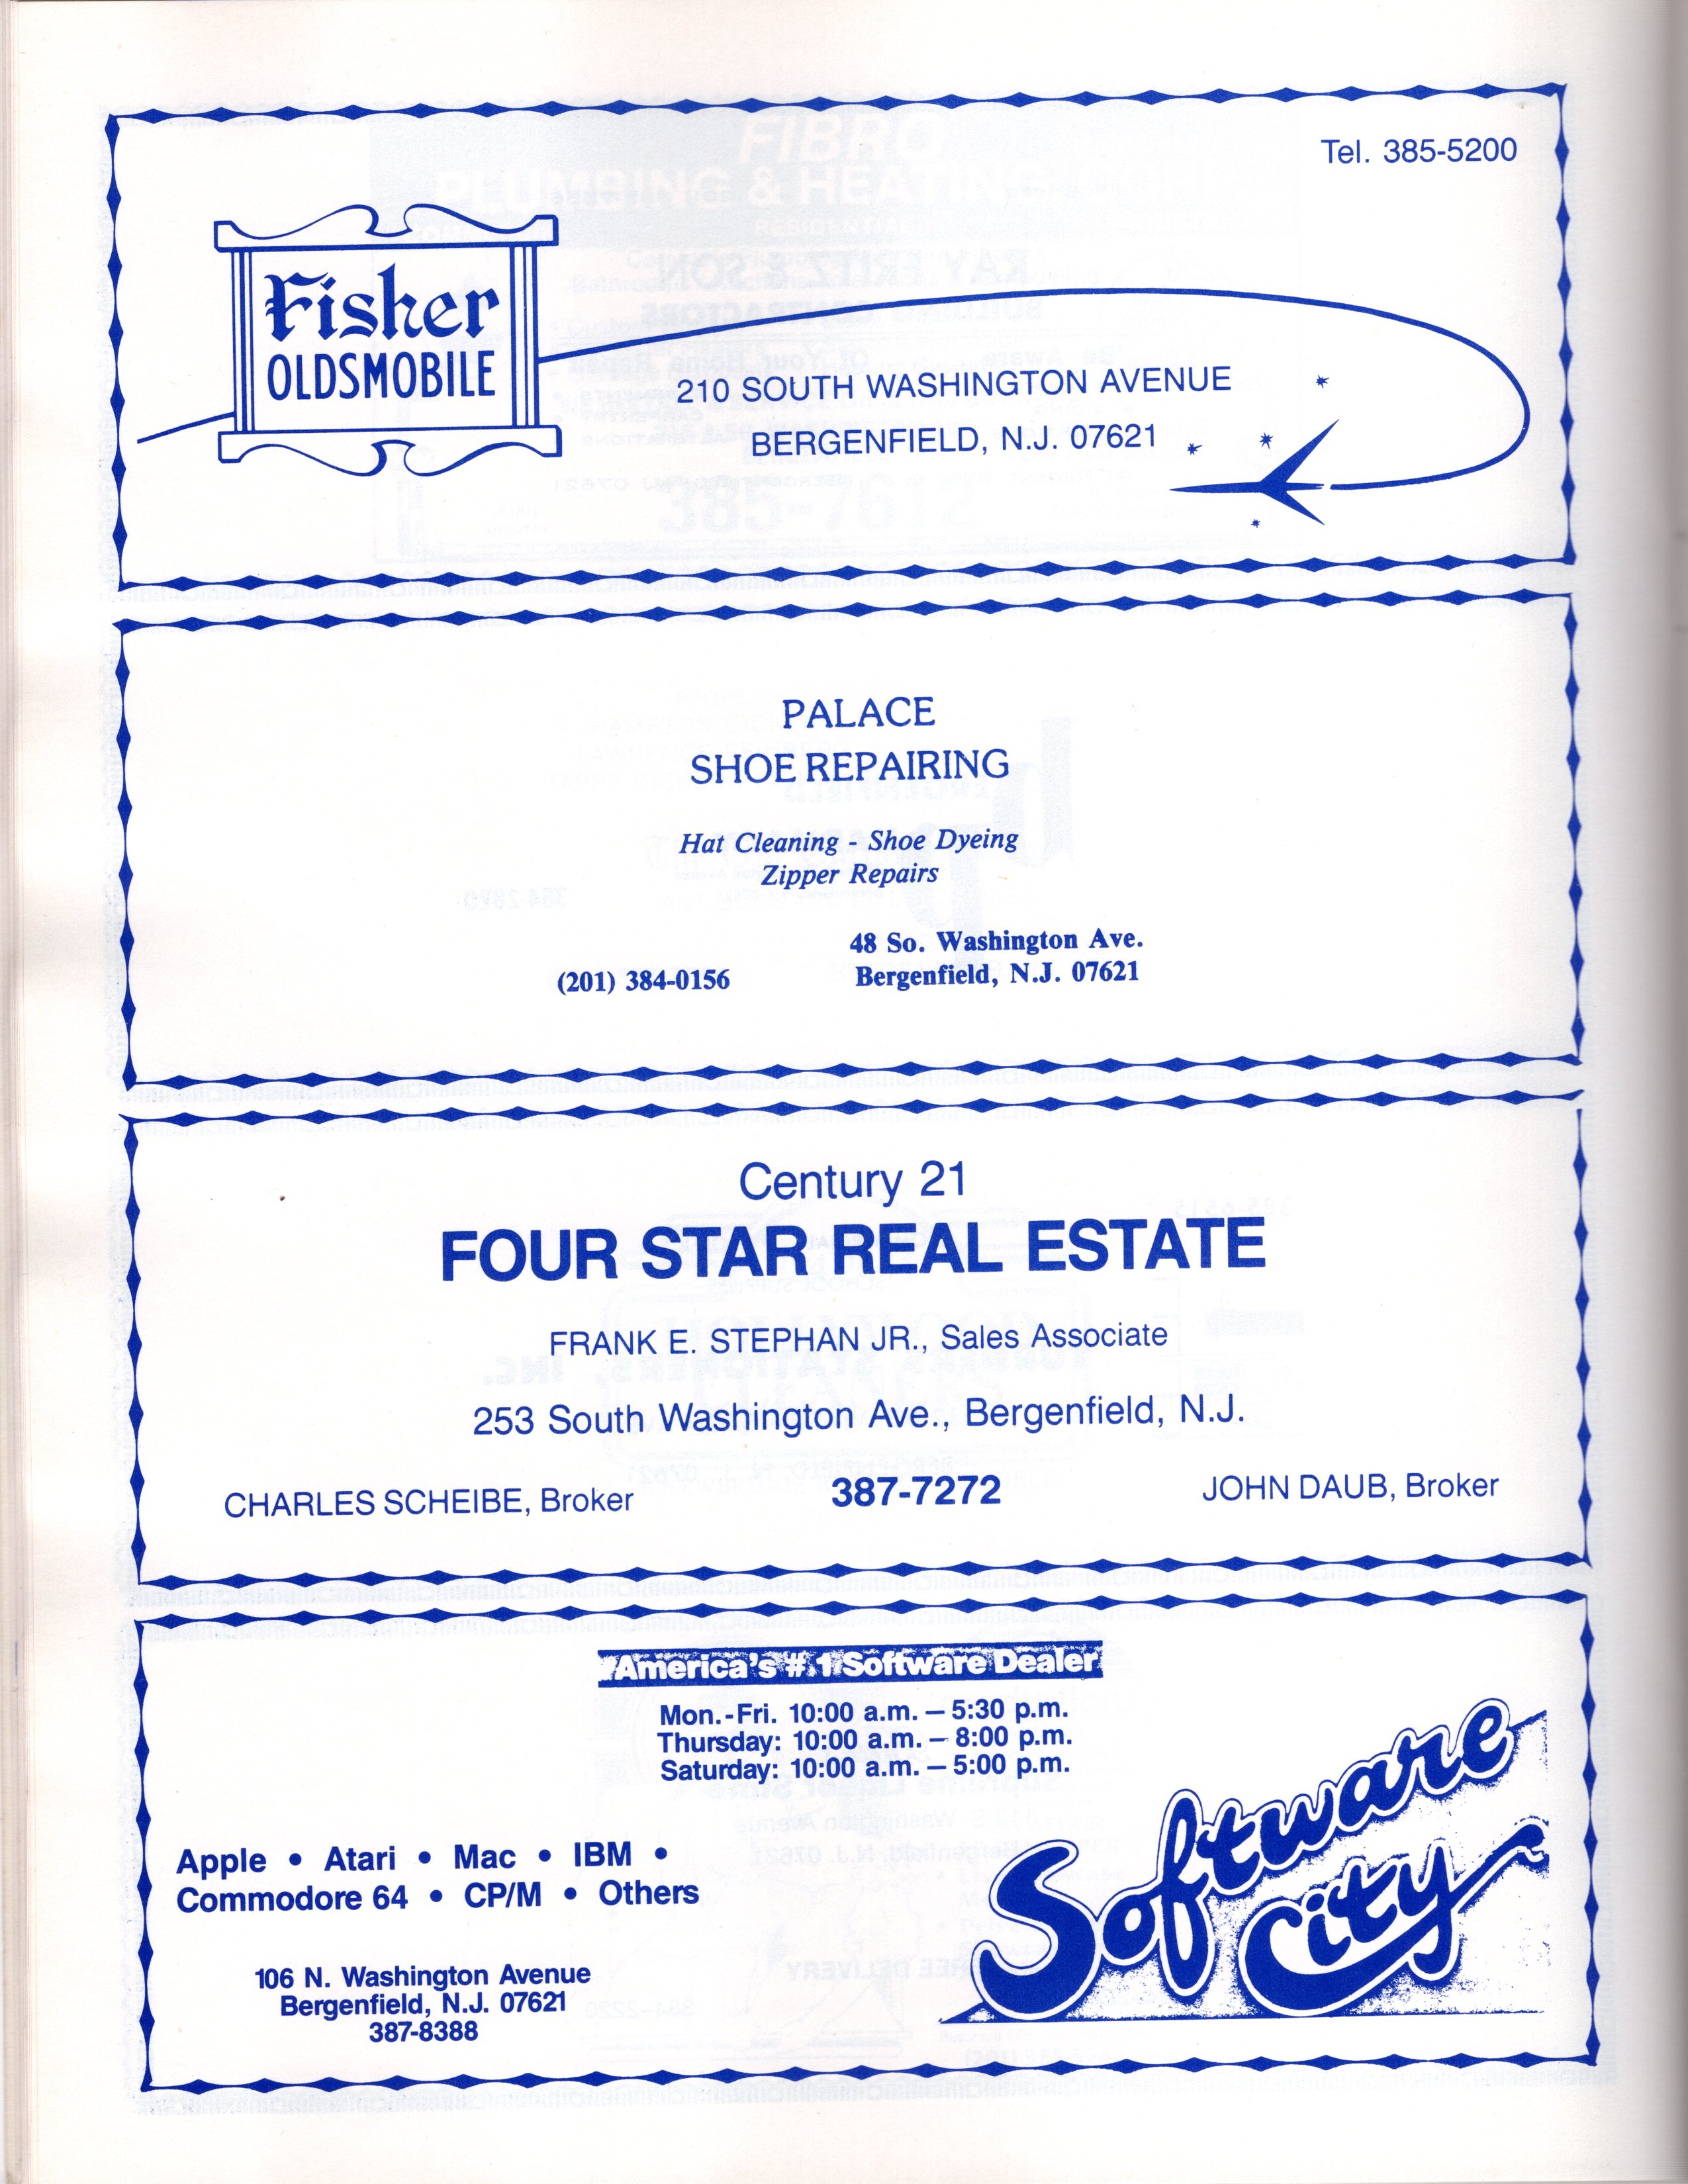 Tel. 385-5200
Fisher
OLDSMOBILE
210 SOUTH WASHINGTON AVENUE
BERGENFIELD, N.J. 07621
PALACE
SHOE REPAIRING
Hat Cleaning - Shoe Dyeing
Zipper Repairs
(201) 384-0156
48 So. Washington Ave.
Bergenfield, N.J. 07621
Century 21
FOUR STAR REAL ESTATE
FRANK E. STEPHAN JR., Sales Associate
253 South Washington Ave., Bergenfield, N.J.
CHARLES SCHEIBE, Broker
387-7272
JOHN DAUB, Broker
America's #1 Software Dealer
Mon.-Fri. 10:00 a.m. – 5:30 p.m.
Thursday: 10:00 a.m. – 8:00 p.m.
Saturday: 10:00 a.m. – 5:00 p.m.
Apple • Atari • Mac • IBM •
Commodore 64 • CP/M • Others
106 N. Washington Avenue
Bergenfield, N.J. 07621
387-8388
Software
City